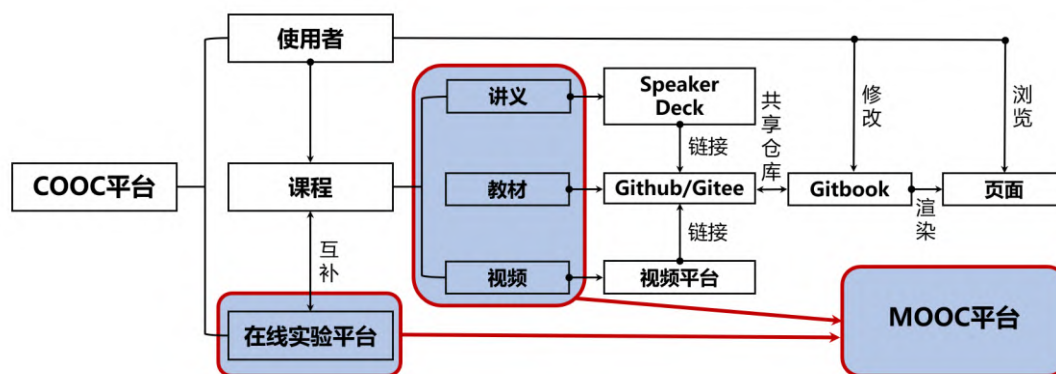 使用者
COOC平台
课程
互补
在线实验平台
讲义
教材
视频
Speaker
Deck
链接
Github/Gitee
链接
视频平台
共享仓库
修改
Gitbook
渲染
浏览
页面
MOOC平台